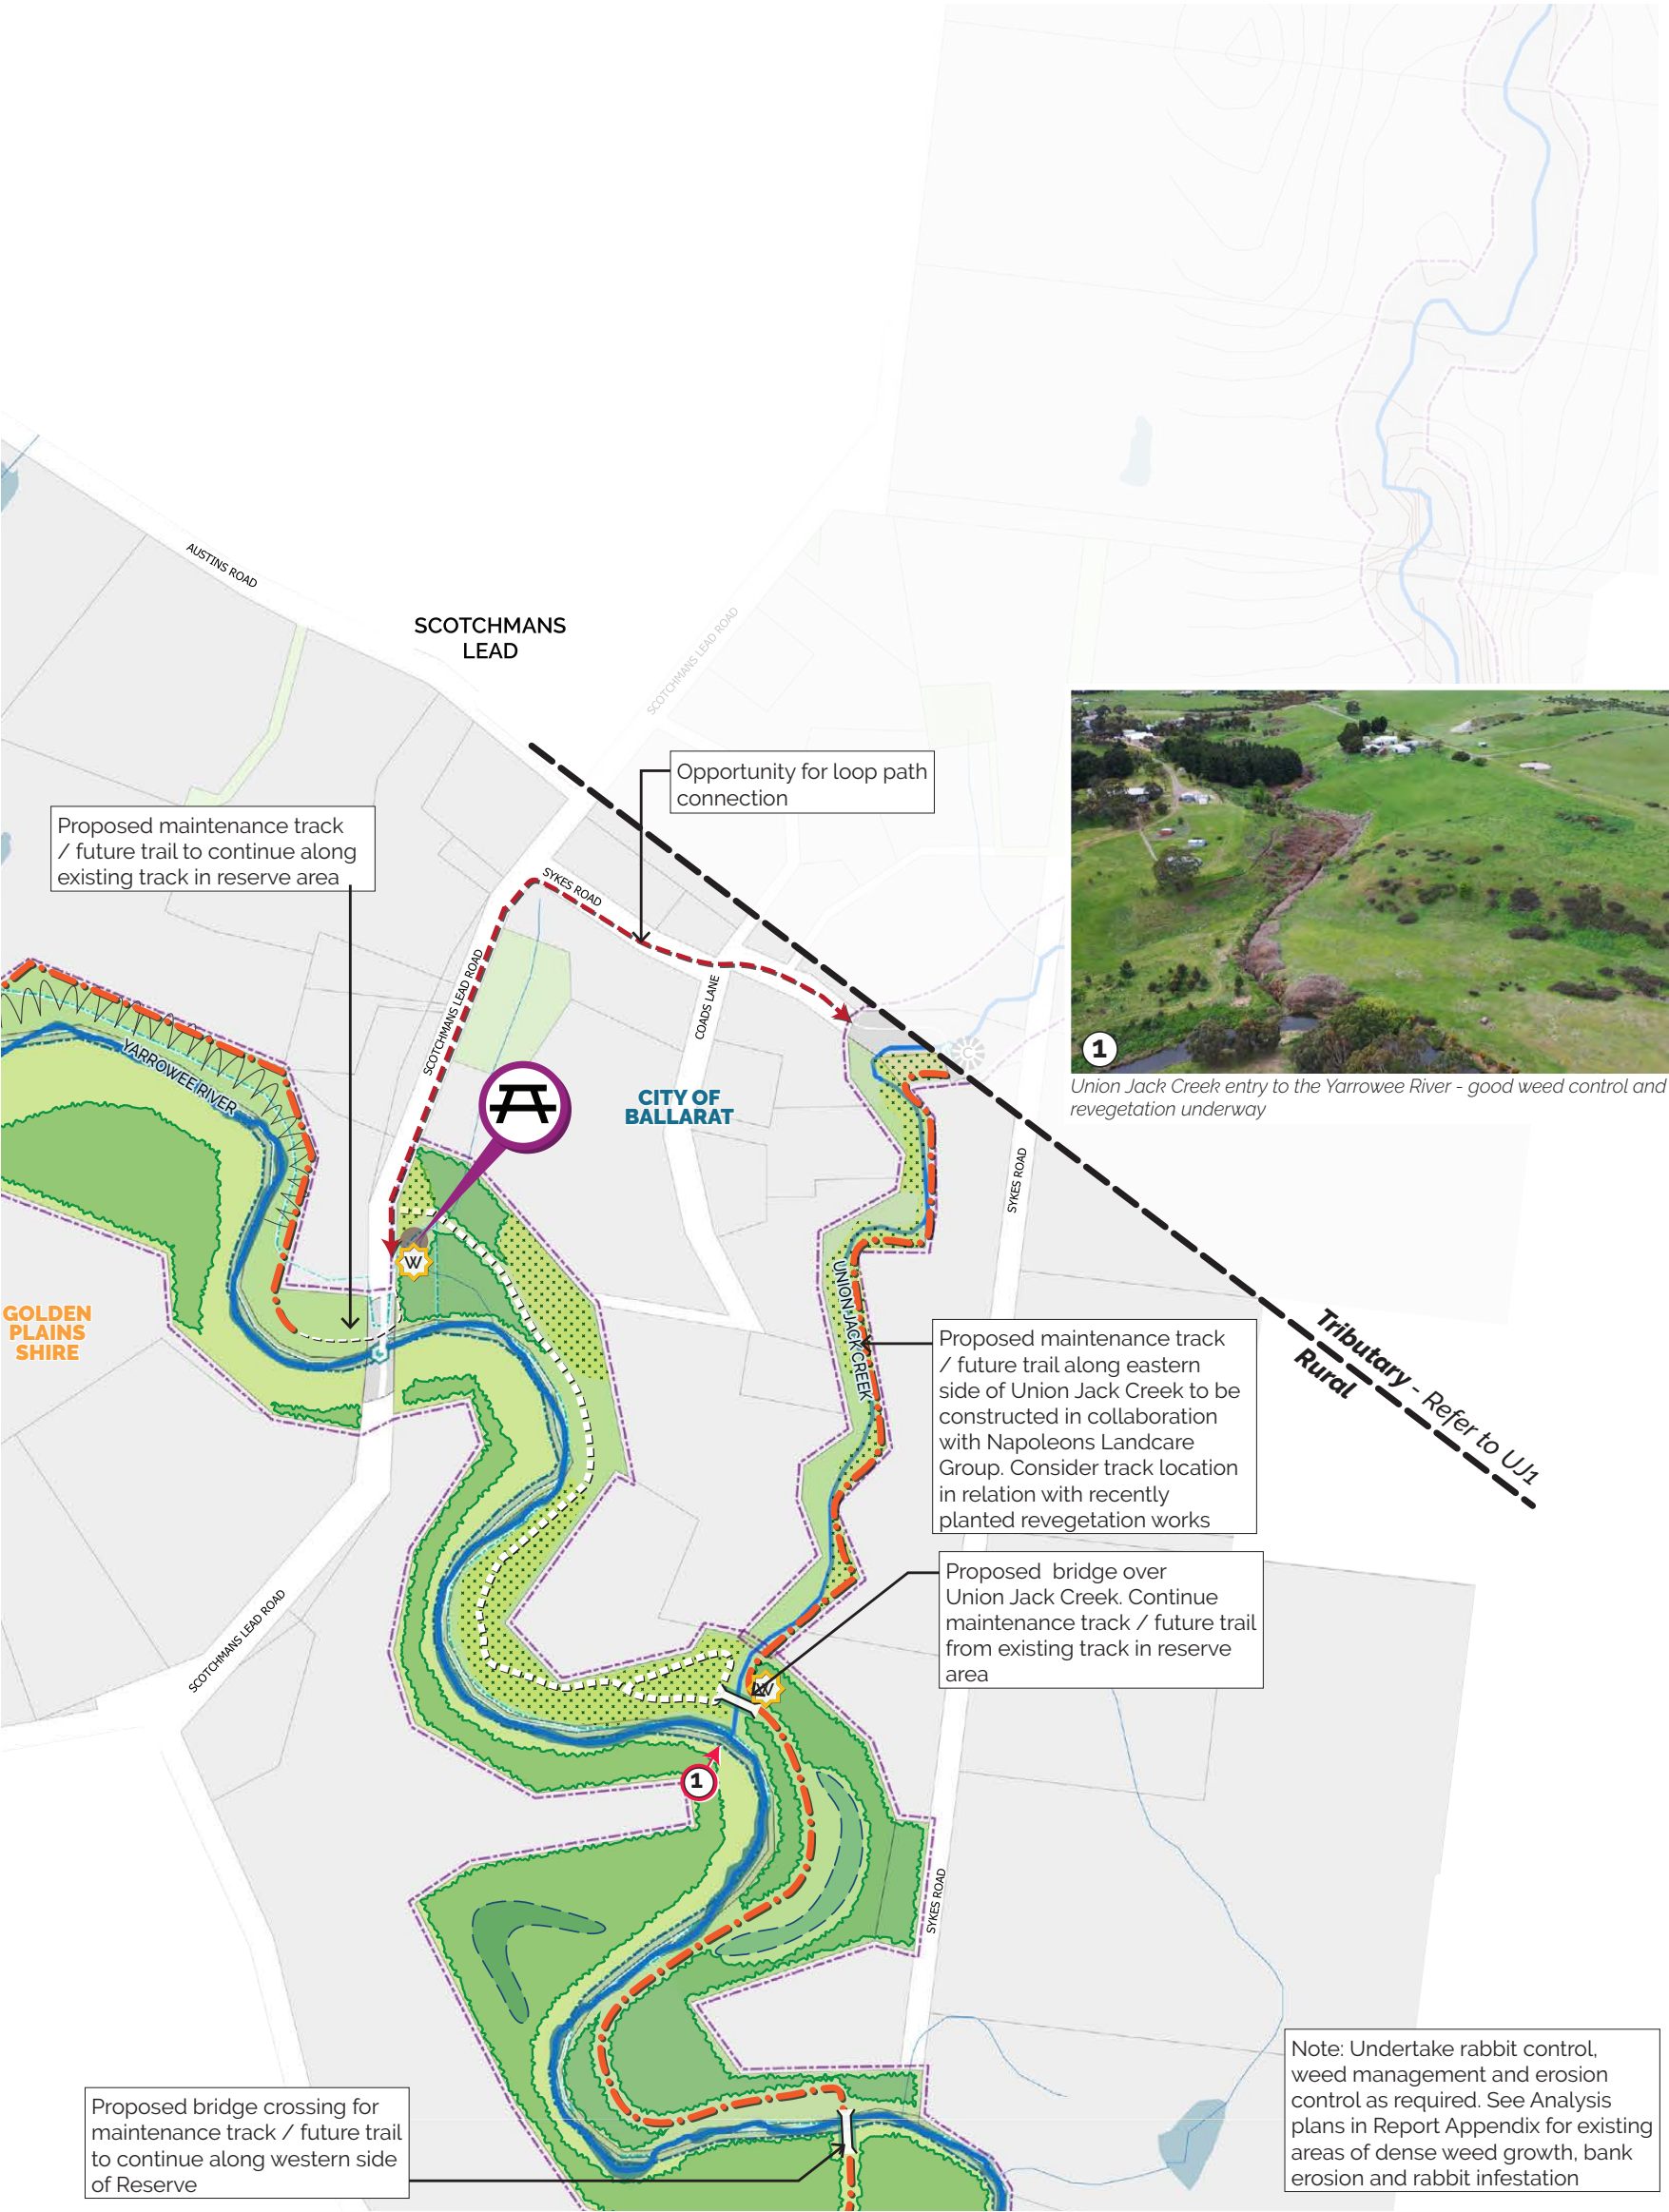 AUSTINS ROAD
SCOTCHMANS
LEAD
SCOTCHMANS LEAD ROAD
Opportunity for loop path
connection
Proposed maintenance track
/ future trail to continue along
existing track in reserve area
SYKES ROAD
SCOTCHMANS LEAD ROAD
COADS LANE
YARROWEE RIVER
CITY OF
BALLARAT
C
1
Union Jack Creek entry to the Yarrowee River - good weed control and
revegetation underway
SYKES ROAD
W
UNION JACK CREEK
GOLDEN
PLAINS
SHIRE
C
Tributary - Refer to UJ1
Rural
Proposed maintenance track
/ future trail along eastern
side of Union Jack Creek to be
constructed in collaboration
with Napoleons Landcare
Group. Consider track location
in relation with recently
planted revegetation works
Proposed bridge over
Union Jack Creek. Continue
maintenance track / future trail
from existing track in reserve
area
SCOTCHMANS LEAD ROAD
W
1
SYKES ROAD
Note: Undertake rabbit control,
weed management and erosion
control as required. See Analysis
plans in Report Appendix for existing
areas of dense weed growth, bank
erosion and rabbit infestation
Proposed bridge crossing for
maintenance track / future trail
to continue along western side
of Reserve